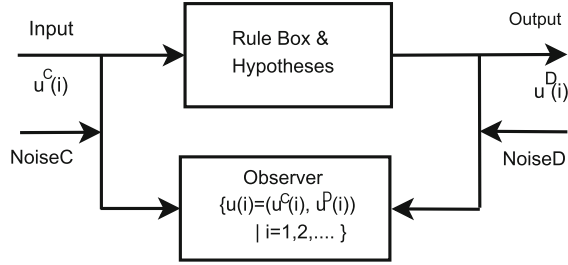 Input
Rule Box &
Hypotheses
Output
u^C(i)
u^D(i)
NoiseC
NoiseD
Observer
{u(i)=(u^C(i), u^D(i))
| i=1,2,.... }